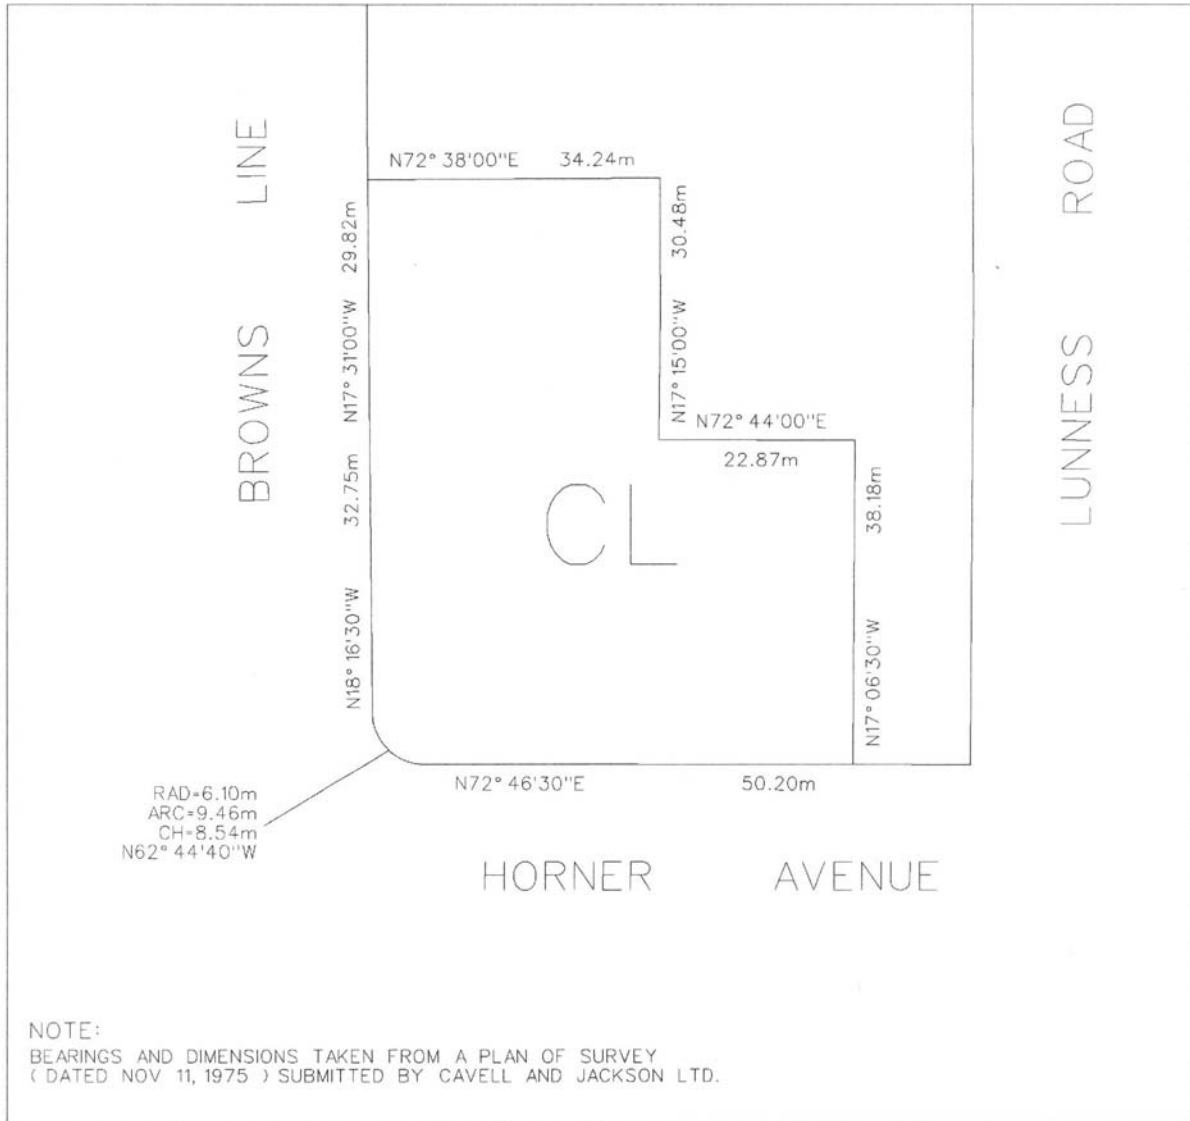 BROWNS LINE
LUNNESS ROAD
N72° 38'00"E 34.24m
29.82m
N17° 31'00"W
30.48m
N17° 15'00"W
N72° 44'00"E
22.87m
32.75m
N18° 16'30"W
CL
38.18m
N17° 06'30"W
RAD=6.10m
ARC=9.46m
CH=8.54m
N62° 44'40"W
N72° 46'30"E 50.20m
HORNER AVENUE
NOTE:
BEARINGS AND DIMENSIONS TAKEN FROM A PLAN OF SURVEY
( DATED NOV 11, 1975 ) SUBMITTED BY CAVELL AND JACKSON LTD.